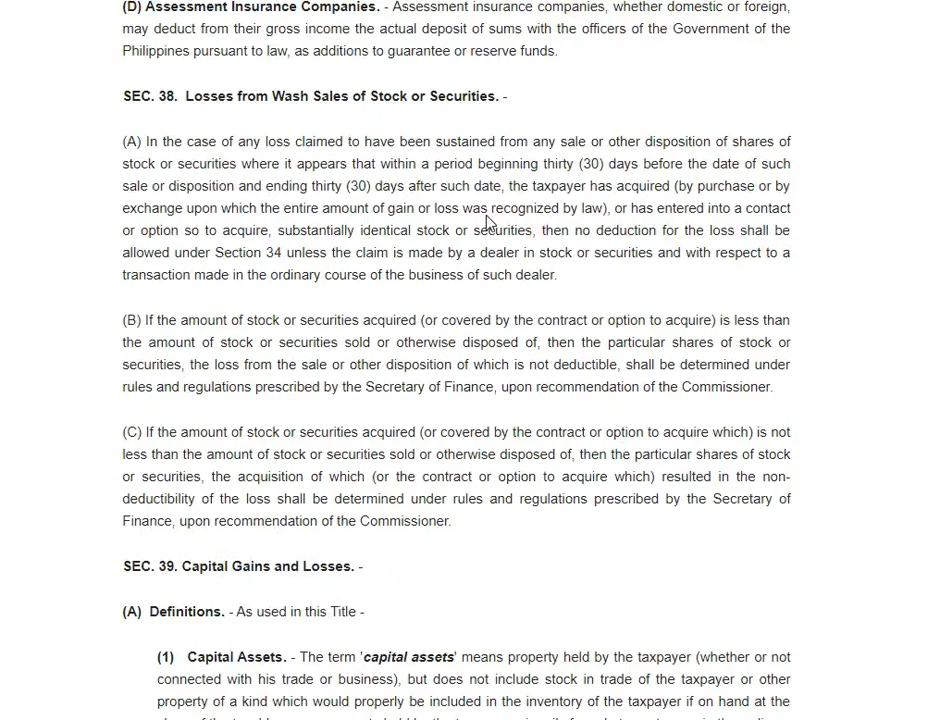 (D) Assessment Insurance Companies. - Assessment insurance companies, whether domestic or foreign,
may deduct from their gross income the actual deposit of sums with the officers of the Government of the
Philippines pursuant to law, as additions to guarantee or reserve funds.
SEC. 38. Losses from Wash Sales of Stock or Securities. -
(A) In the case of any loss claimed to have been sustained from any sale or other disposition of shares of
stock or securities where it appears that within a period beginning thirty (30) days before the date of such
sale or disposition and ending thirty (30) days after such date, the taxpayer has acquired (by purchase or by
exchange upon which the entire amount of gain or loss was recognized by law), or has entered into a contact
or option so to acquire, substantially identical stock or securities, then no deduction for the loss shall be
allowed under Section 34 unless the claim is made by a dealer in stock or securities and with respect to a
transaction made in the ordinary course of the business of such dealer.
(B) If the amount of stock or securities acquired (or covered by the contract or option to acquire) is less than
the amount of stock or securities sold or otherwise disposed of, then the particular shares of stock or
securities, the loss from the sale or other disposition of which is not deductible, shall be determined under
rules and regulations prescribed by the Secretary of Finance, upon recommendation of the Commissioner.
(C) If the amount of stock or securities acquired (or covered by the contract or option to acquire which) is not
less than the amount of stock or securities sold or otherwise disposed of, then the particular shares of stock
or securities, the acquisition of which (or the contract or option to acquire which) resulted in the non-
deductibility of the loss shall be determined under rules and regulations prescribed by the Secretary of
Finance, upon recommendation of the Commissioner.
SEC. 39. Capital Gains and Losses. -
(A) Definitions. - As used in this Title -
(1) Capital Assets. - The term 'capital assets' means property held by the taxpayer (whether or not
connected with his trade or business), but does not include stock in trade of the taxpayer or other
property of a kind which would properly be included in the inventory of the taxpayer if on hand at the